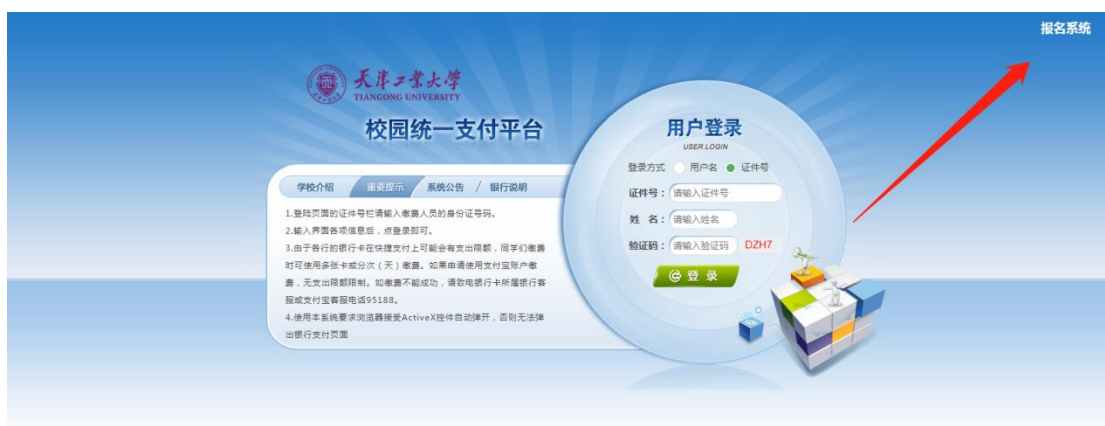 报名系统
天津工业大学
TIANGONG UNIVERSITY
校园统一支付平台
学校介绍 重要提示 系统公告 / 银行说明
1.登陆页面的证件号栏请输入缴费人员的身份证号码。
2.输入界面各项信息后，点登录即可。
3.由于各行的银行卡在快捷支付上可能会有支出限额，同学们缴费
时可使用多张卡或分次（天）缴费。如果申请使用支付宝账户缴
费，无支出限额限制。如缴费不能成功，请致电银行卡所属银行客
服或支付宝客服电话95188。
4.使用本系统要求浏览器接受ActiveX控件自动弹开，否则无法弹
出银行支付页面
用户登录
USER LOGIN
登录方式 用户名 证件号
证件号：请输入证件号
姓 名：请输入姓名
验证码：请输入验证码 DZH7
登 录